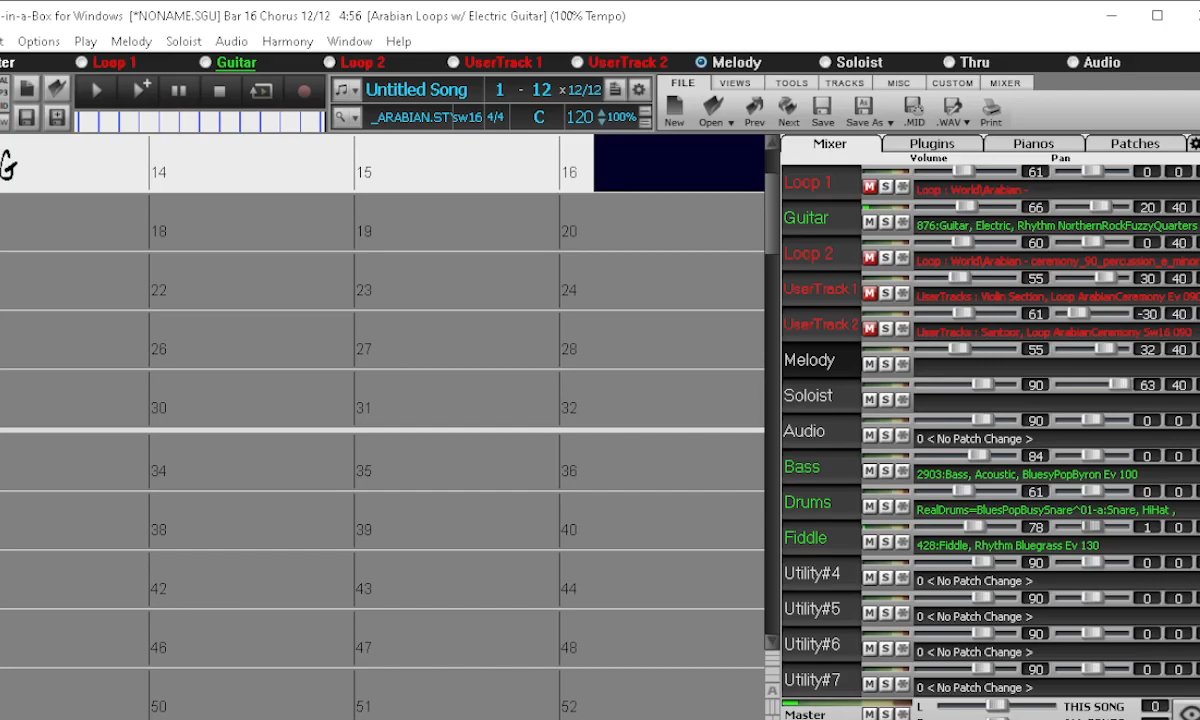 -in-a-Box for Windows [*NONAME.SGU] Bar 16 Chorus 12/12 4:56 [Arabian Loops w/ Electric Guitar] (100% Tempo)
t Options Play Melody Soloist Audio Harmony Window Help
ter Loop 1 Guitar Loop 2 UserTrack 1 UserTrack 2 Melody Soloist Thru Audio
Untitled Song 1 - 12 x 12/12
_ARABIAN.ST\sw16 4/4 C 120 100%
FILE VIEWS TOOLS TRACKS MISC CUSTOM MIXER
New Open Prev Next Save Save As .MID .WAV Print
Mixer Plugins Pianos Patches
Volume Pan
G 14 15 16
18 19 20
22 23 24
26 27 28
30 31 32
34 35 36
38 39 40
42 43 44
46 47 48
50 51 52
Loop 1 M S 61 0 0
Loop : World\Arabian -
Guitar M S 66 20 40
876:Guitar, Electric, Rhythm NorthernRockFuzzyQuarters
Loop 2 M S 60 0 40
Loop : World\Arabian - ceremony_90_percussion_e_minor
UserTrack 1 M S 55 30 40
UserTracks : Violin Section, Loop ArabianCeremony Ev 090
UserTrack 2 M S 61 -30 40
UserTracks : Santoor, Loop ArabianCeremony Sw16 090
Melody M S 55 32 40
Soloist M S 90 63 40
Audio M S 90 0 0
0 < No Patch Change >
Bass M S 84 0 0
2903:Bass, Acoustic, BluesyPopByron Ev 100
Drums M S 61 0 0
RealDrums=BluesPopBusySnare^01-a:Snare, HiHat ,
Fiddle M S 78 1 0
428:Fiddle, Rhythm Bluegrass Ev 130
Utility#4 M S 90 0 0
0 < No Patch Change >
Utility#5 M S 90 0 0
0 < No Patch Change >
Utility#6 M S 90 0 0
0 < No Patch Change >
Utility#7 M S 90 0 0
0 < No Patch Change >
A
Master M S L THIS SONG 0